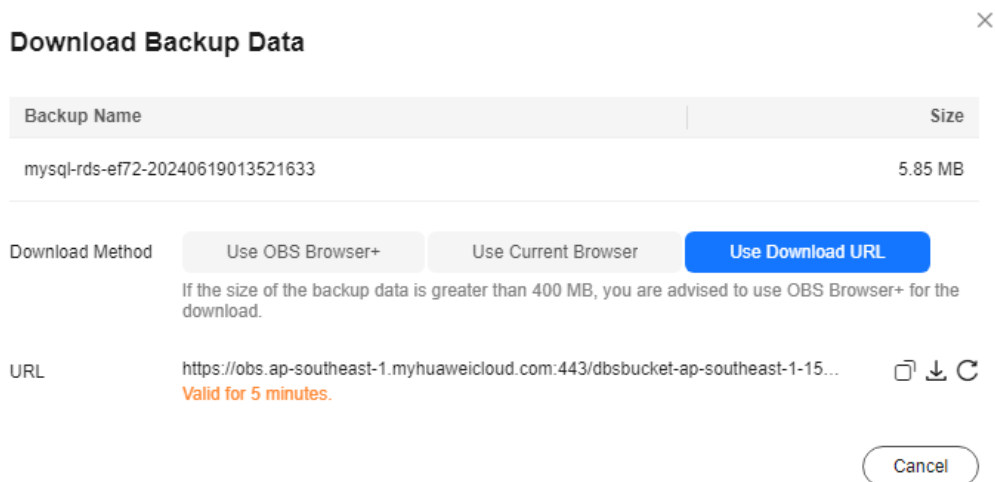 Download Backup Data
Backup Name Size
mysql-rds-ef72-20240619013521633 5.85 MB
Download Method Use OBS Browser+ Use Current Browser Use Download URL
If the size of the backup data is greater than 400 MB, you are advised to use OBS Browser+ for the
download.
URL https://obs.ap-southeast-1.myhuaweicloud.com:443/dbsbucket-ap-southeast-1-15...
Valid for 5 minutes.
Cancel